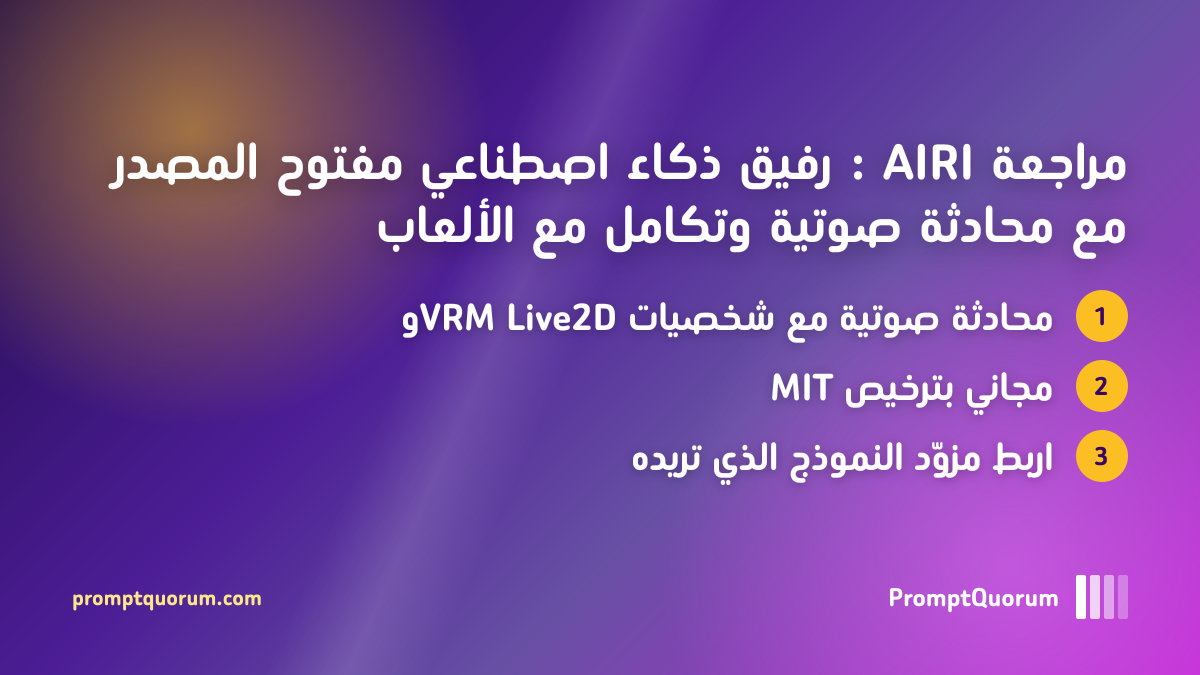 مراجعة AIRI : رفيق ذكاء اصطناعي مفتوح المصدر
مع محادثة صوتية وتكامل مع الألعاب
1 محادثة صوتية مع شخصيات Live2D وVRM
2 مجاني بترخيص MIT
3 اربط مزوّد النموذج الذي تريده
PromptQuorum
promptquorum.com